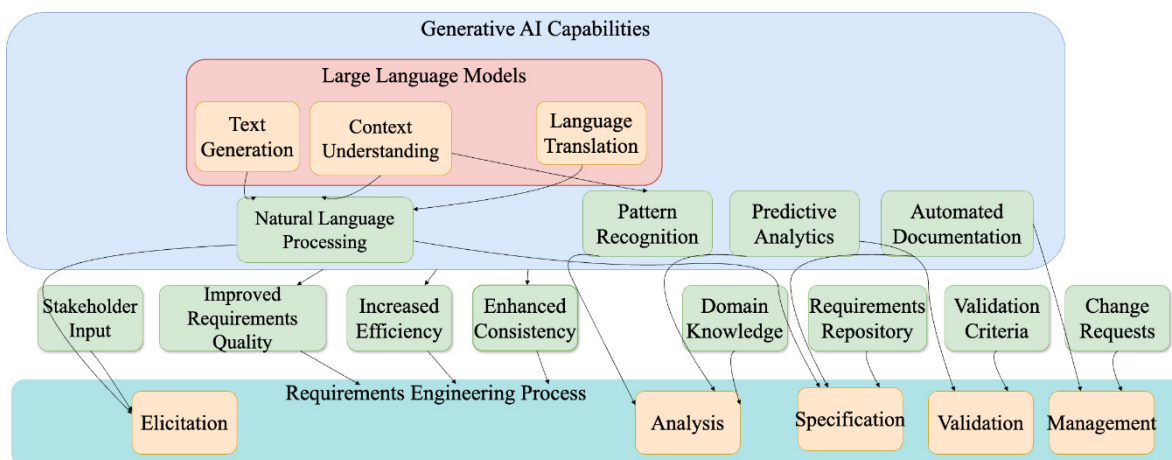 Generative AI Capabilities
Large Language Models
Text
Generation
Context
Understanding
Language
Translation
Natural Language
Processing
Pattern
Recognition
Predictive
Analytics
Automated
Documentation
Stakeholder
Input
Improved
Requirements
Quality
Increased
Efficiency
Enhanced
Consistency
Domain
Knowledge
Requirements
Repository
Validation
Criteria
Change
Requests
Requirements Engineering Process
Elicitation
Analysis
Specification
Validation
Management